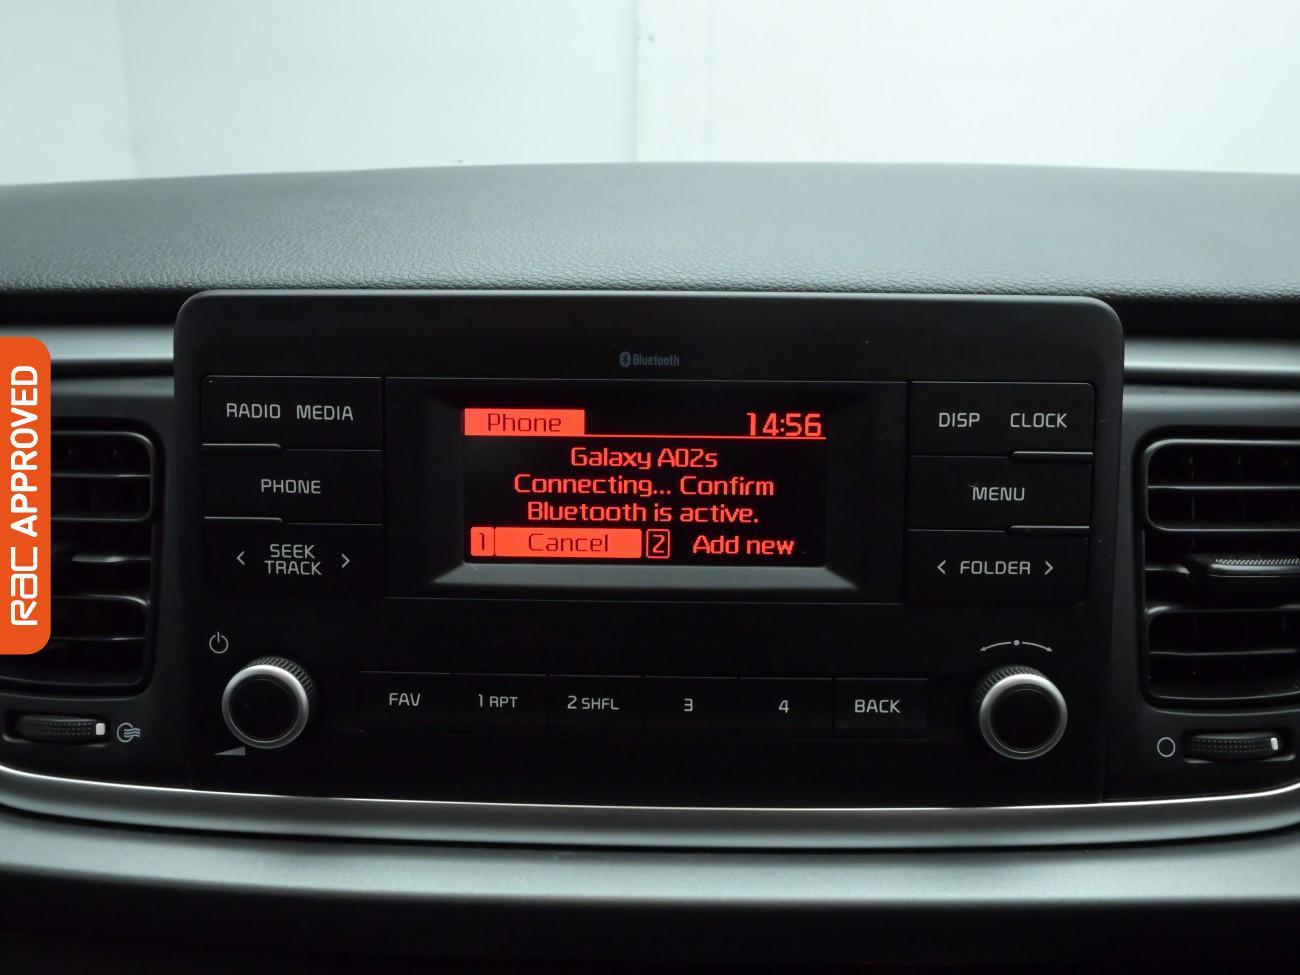 RAC APPROVED
Bluetooth
RADIO MEDIA
PHONE
< SEEK TRACK >
Phone 14:56
Galaxy A02s
Connecting... Confirm
Bluetooth is active.
1 Cancel 2 Add new
DISP CLOCK
MENU
< FOLDER >
FAV 1 RPT 2 SHFL 3 4 BACK